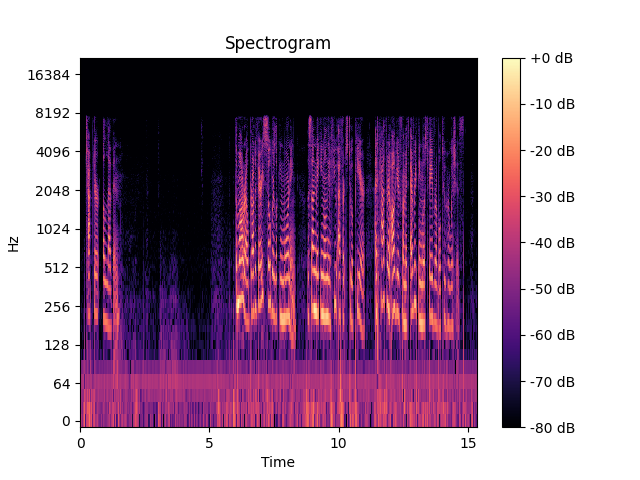 Spectrogram
16384
8192
4096
2048
1024
512
256
128
64
0
Hz
0 5 10 15
Time
+0 dB
-10 dB
-20 dB
-30 dB
-40 dB
-50 dB
-60 dB
-70 dB
-80 dB